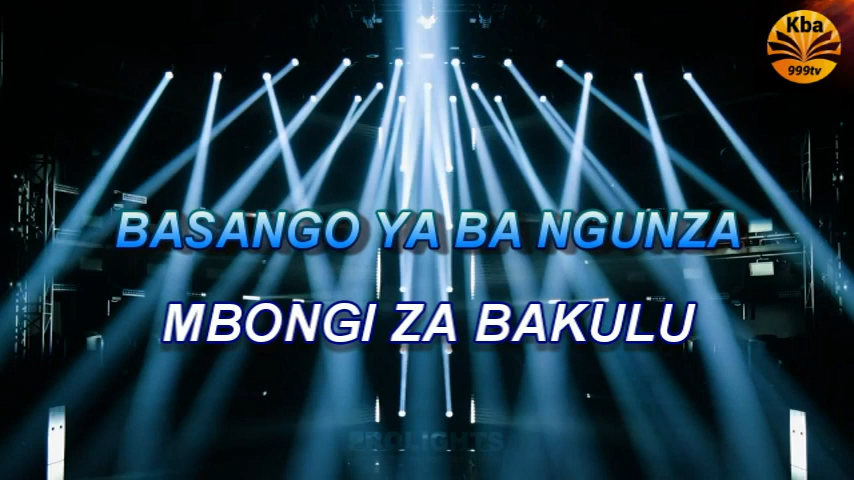 Kba
999tv
BASANGO YA BA NGUNZA
MBONGI ZA BAKULU
PROLIGHTS